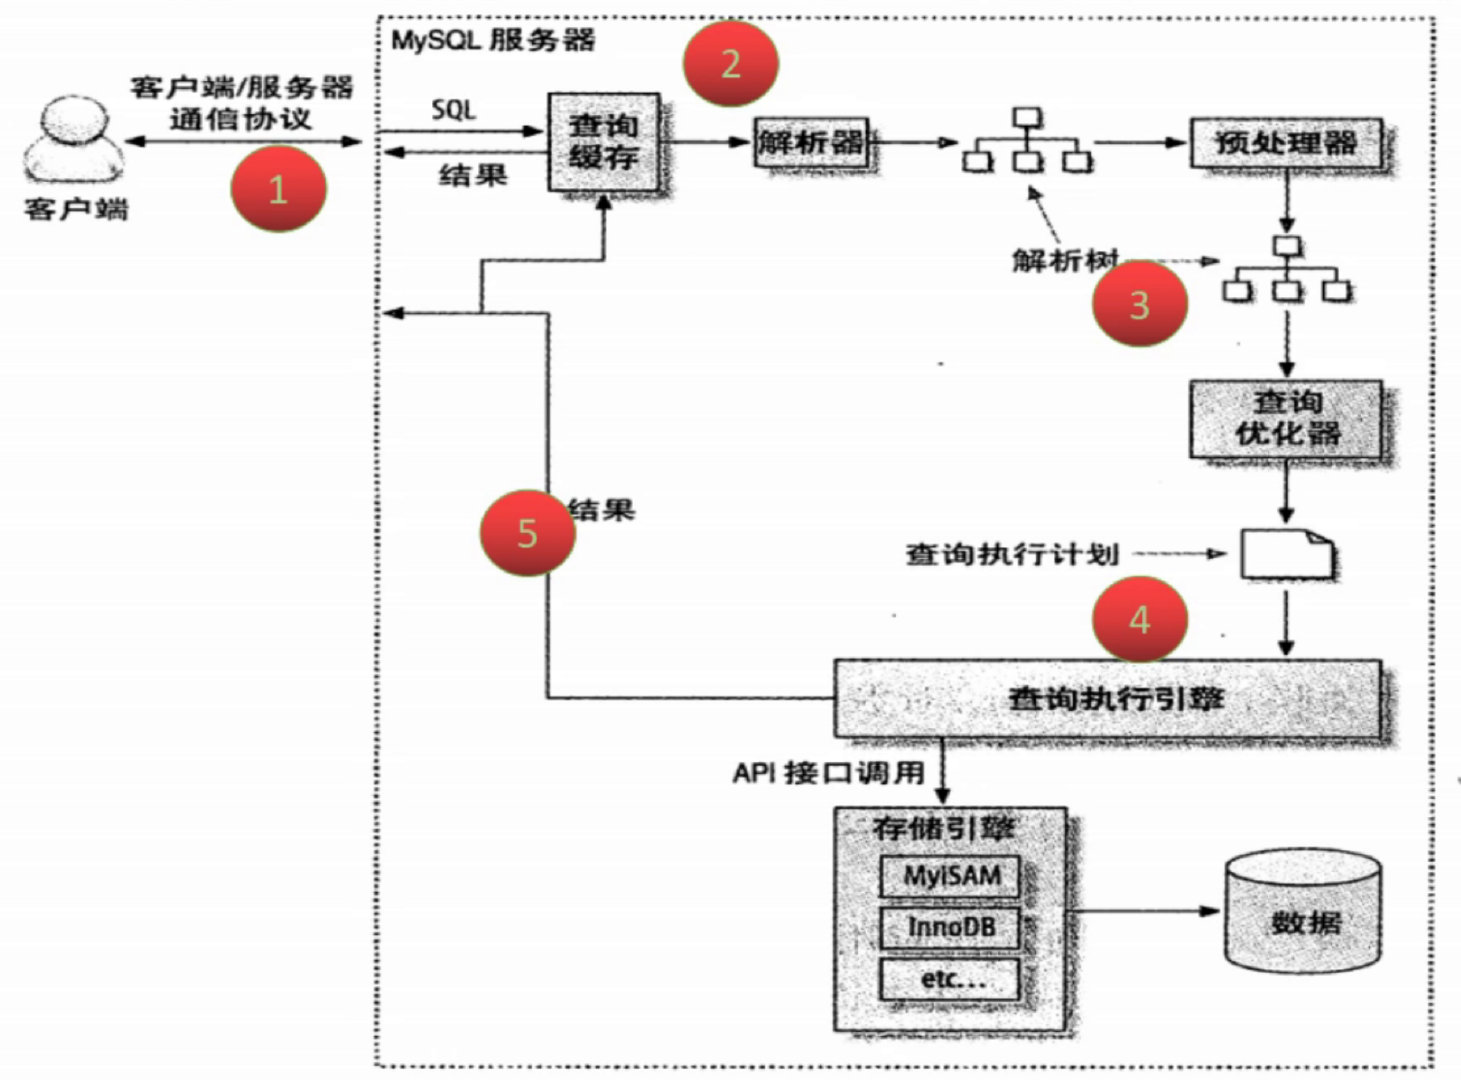 MySQL 服务器
2
客户端/服务器
通信协议
SQL
查询
缓存
解析器
预处理器
结果
1
客户端
解析树
3
查询
优化器
5
结果
查询执行计划
4
查询执行引擎
API 接口调用
存储引擎
MyISAM
InnoDB
etc...
数据